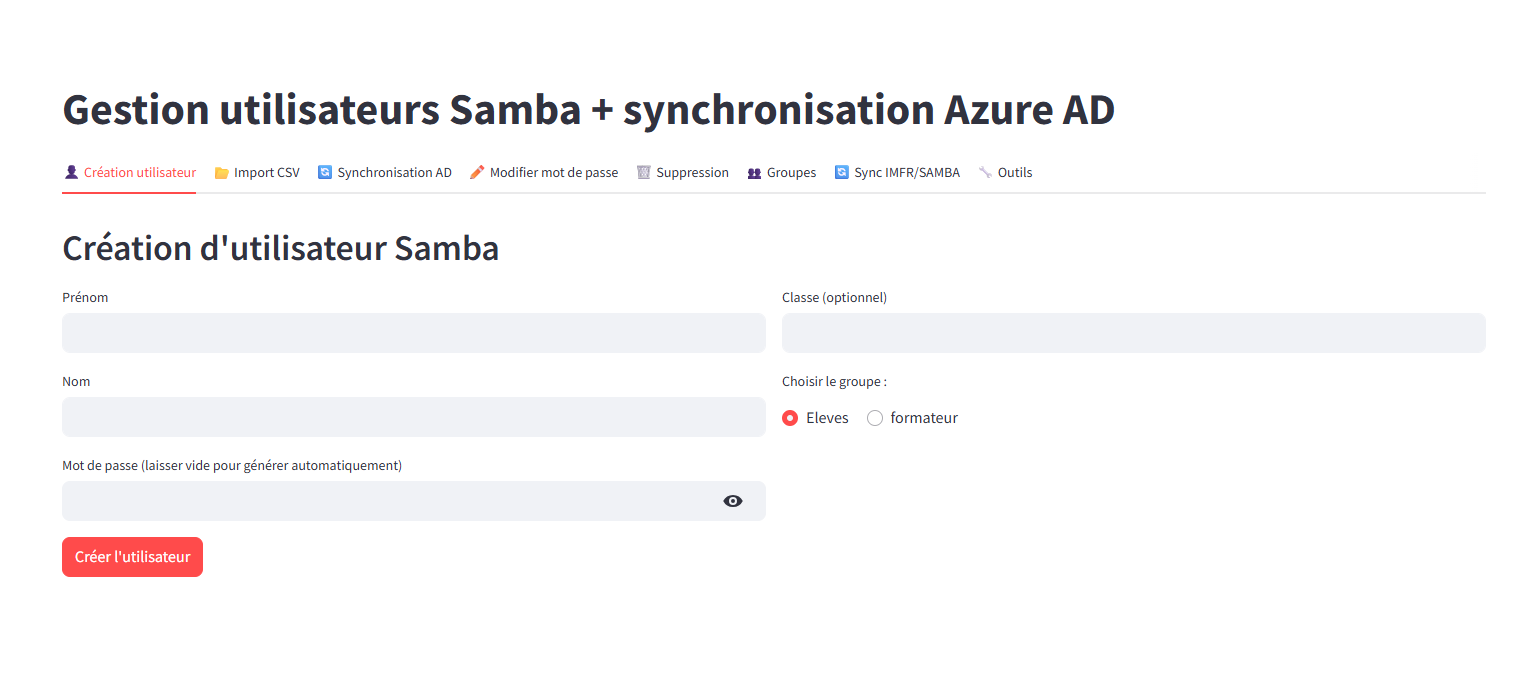 Gestion utilisateurs Samba + synchronisation Azure AD
Création utilisateur Import CSV Synchronisation AD Modifier mot de passe Suppression Groupes Sync IMFR/SAMBA Outils
Création d'utilisateur Samba
Prénom
Classe (optionnel)
Nom
Choisir le groupe :
Eleves formateur
Mot de passe (laisser vide pour générer automatiquement)
Créer l'utilisateur